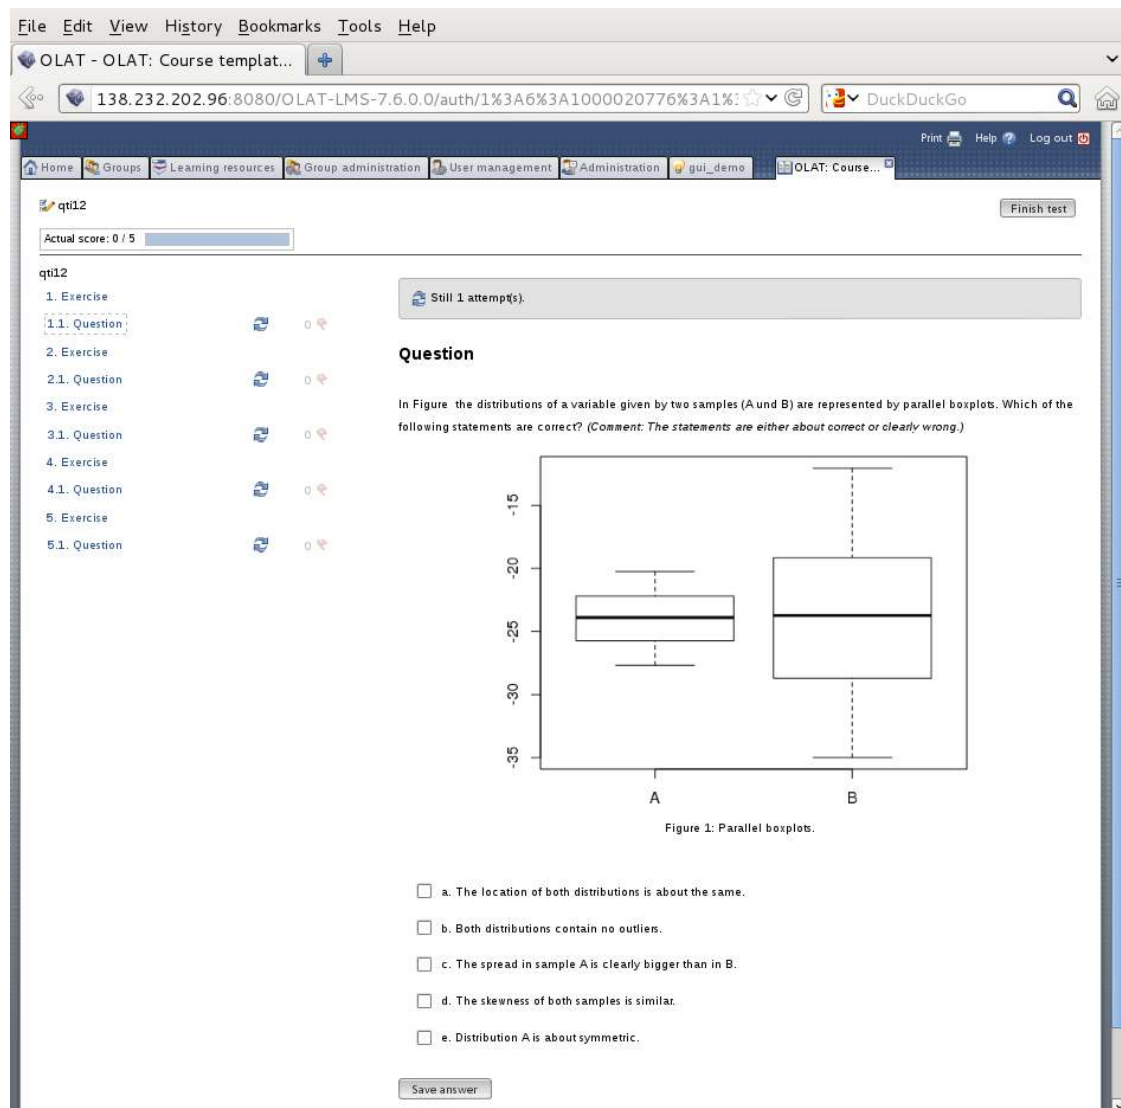 File Edit View History Bookmarks Tools Help
OLAT - OLAT: Course templat...
138.232.202.96:8080/OLAT-LMS-7.6.0.0/auth/1%3A6%3A1000020776%3A1%3
DuckDuckGo
Print Help Log out
Home Groups Learning resources Group administration User management Administration gui_demo OLAT: Course...
qti12
Finish test
Actual score: 0 / 5
qti12
1. Exercise
1.1. Question 0
2. Exercise
2.1. Question 0
3. Exercise
3.1. Question 0
4. Exercise
4.1. Question 0
5. Exercise
5.1. Question 0
Still 1 attempt(s).
Question
In Figure the distributions of a variable given by two samples (A und B) are represented by parallel boxplots. Which of the
following statements are correct? (Comment: The statements are either about correct or clearly wrong.)
-15
-20
-25
-30
-35
A B
Figure 1: Parallel boxplots.
a. The location of both distributions is about the same.
b. Both distributions contain no outliers.
c. The spread in sample A is clearly bigger than in B.
d. The skewness of both samples is similar.
e. Distribution A is about symmetric.
Save answer